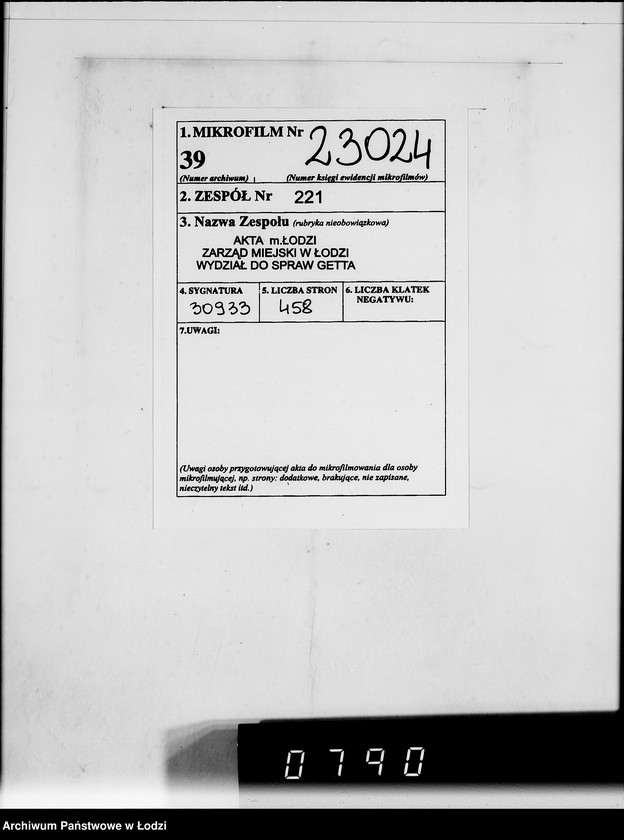 1. MIKROFILM Nr 23024
39
(Numer archiwum) (Numer księgi ewidencji mikrofilmów)
2. ZESPÓŁ Nr 221
3. Nazwa Zespołu (rubryka nieobowiązkowa)
AKTA m.ŁODZI
ZARZĄD MIEJSKI W ŁODZI
WYDZIAŁ DO SPRAW GETTA
4. SYGNATURA 5. LICZBA STRON 6. LICZBA KLATEK
NEGATYWU:
30933 458
7.UWAGI:
(Uwagi osoby przygotowującej akta do mikrofilmowania dla osoby
mikrofilmującej, np. strony: dodatkowe, brakujące, nie zapisane,
nieczytelny tekst itd.)
0790
Archiwum Państwowe w Łodzi